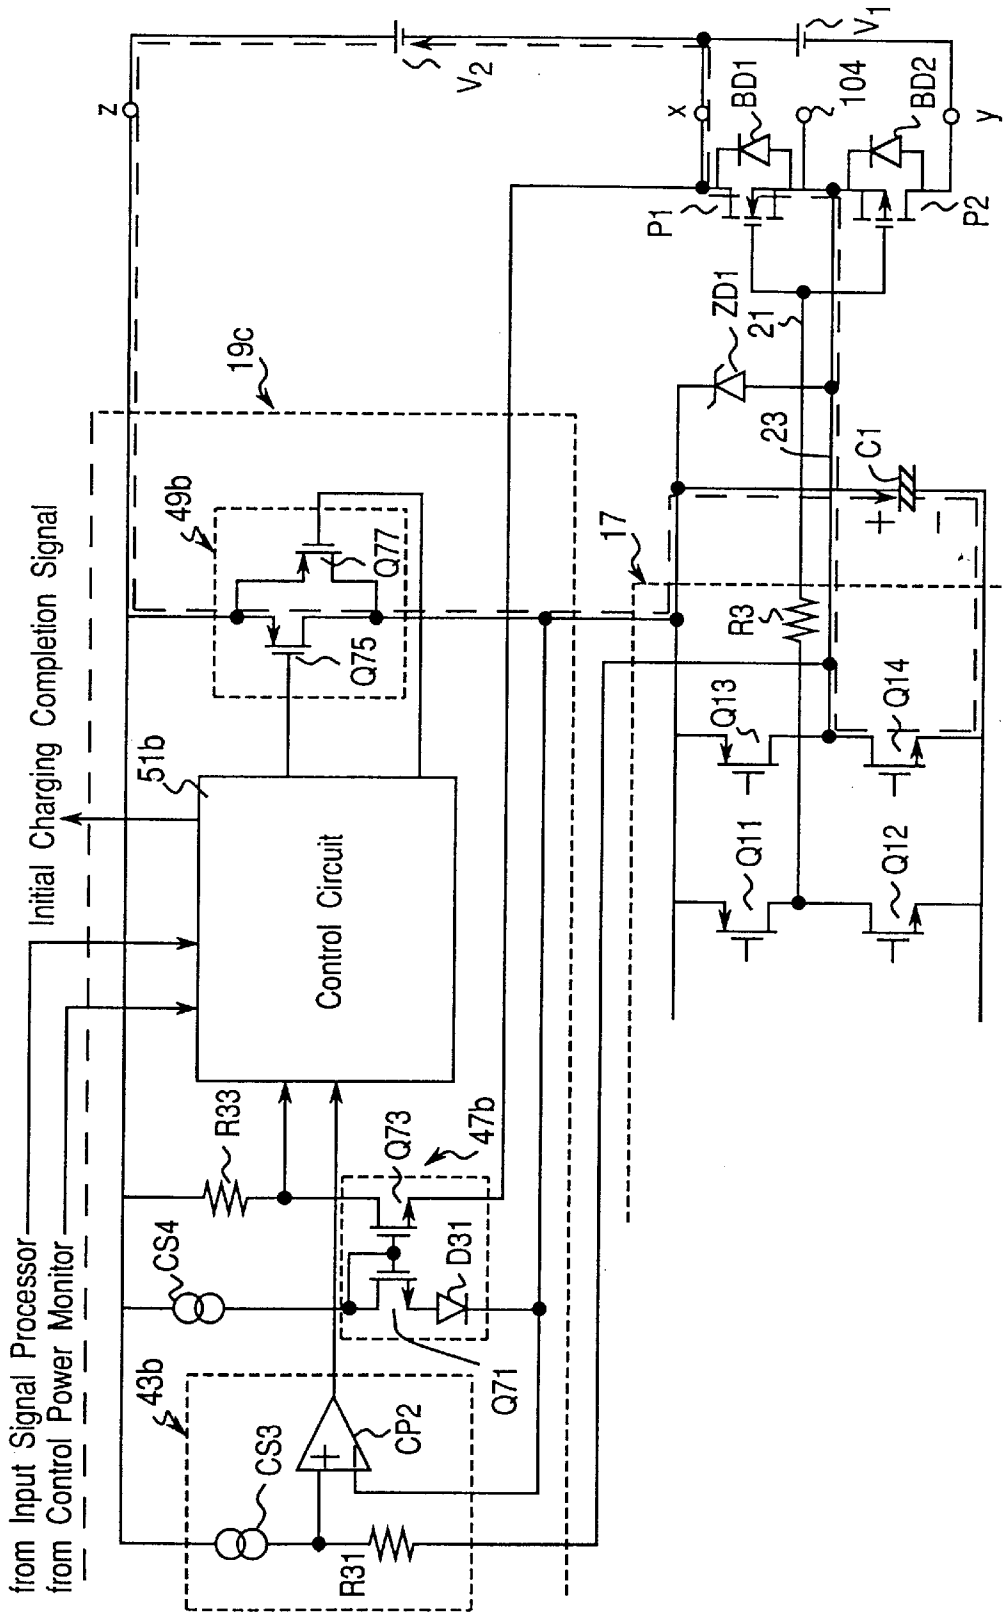 from Input Signal Processor
from Control Power Monitor
Initial Charging Completion Signal
z
V2
x
V1
y
19c
49b
Q77
Q75
51b
Control Circuit
R33
CS4
Q73
47b
D31
Q71
43b
CS3
CP2
+
−
R31
17
P1
BD1
104
BD2
P2
ZD1
21
23
C1
+
−
R3
Q13
Q14
Q11
Q12